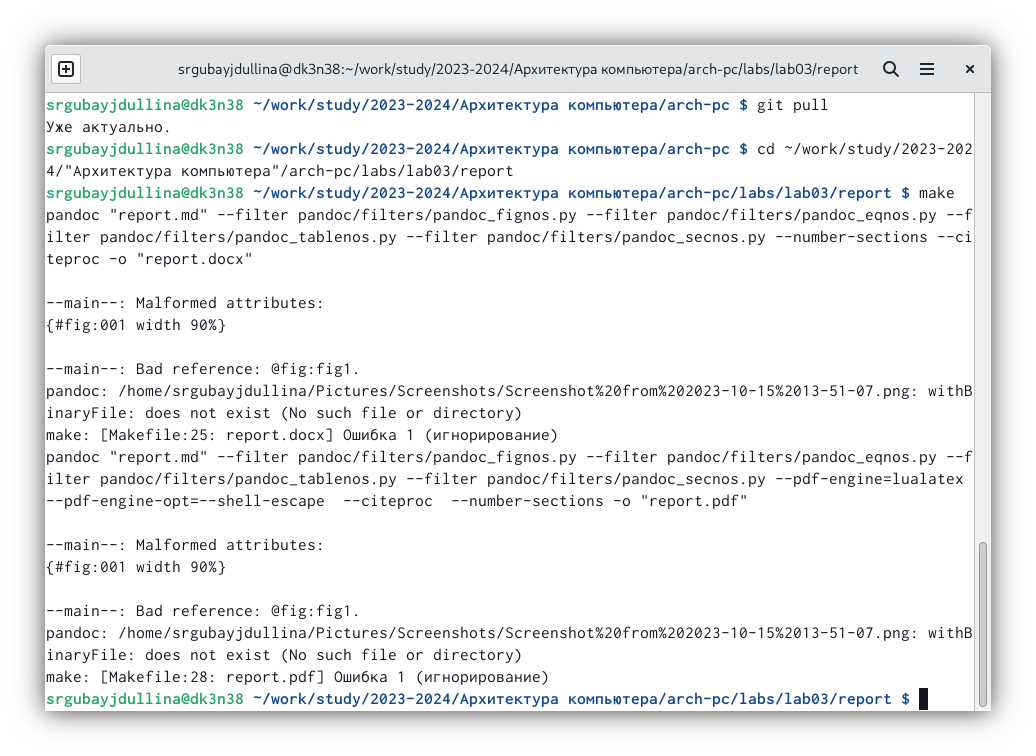 srgubayjdullina@dk3n38:~/work/study/2023-2024/Архитектура компьютера/arch-pc/labs/lab03/report
srgubayjdullina@dk3n38 ~/work/study/2023-2024/Архитектура компьютера/arch-pc $ git pull
Уже актуально.
srgubayjdullina@dk3n38 ~/work/study/2023-2024/Архитектура компьютера/arch-pc $ cd ~/work/study/2023-202
4/"Архитектура компьютера"/arch-pc/labs/lab03/report
srgubayjdullina@dk3n38 ~/work/study/2023-2024/Архитектура компьютера/arch-pc/labs/lab03/report $ make
pandoc "report.md" --filter pandoc/filters/pandoc_fignos.py --filter pandoc/filters/pandoc_eqnos.py --f
ilter pandoc/filters/pandoc_tablenos.py --filter pandoc/filters/pandoc_secnos.py --number-sections --ci
teproc -o "report.docx"
--main--: Malformed attributes:
{#fig:001 width 90%}
--main--: Bad reference: @fig:fig1.
pandoc: /home/srgubayjdullina/Pictures/Screenshots/Screenshot%20from%202023-10-15%2013-51-07.png: withB
inaryFile: does not exist (No such file or directory)
make: [Makefile:25: report.docx] Ошибка 1 (игнорирование)
pandoc "report.md" --filter pandoc/filters/pandoc_fignos.py --filter pandoc/filters/pandoc_eqnos.py --f
ilter pandoc/filters/pandoc_tablenos.py --filter pandoc/filters/pandoc_secnos.py --pdf-engine=lualatex
--pdf-engine-opt=--shell-escape  --citeproc  --number-sections -o "report.pdf"
--main--: Malformed attributes:
{#fig:001 width 90%}
--main--: Bad reference: @fig:fig1.
pandoc: /home/srgubayjdullina/Pictures/Screenshots/Screenshot%20from%202023-10-15%2013-51-07.png: withB
inaryFile: does not exist (No such file or directory)
make: [Makefile:28: report.pdf] Ошибка 1 (игнорирование)
srgubayjdullina@dk3n38 ~/work/study/2023-2024/Архитектура компьютера/arch-pc/labs/lab03/report $